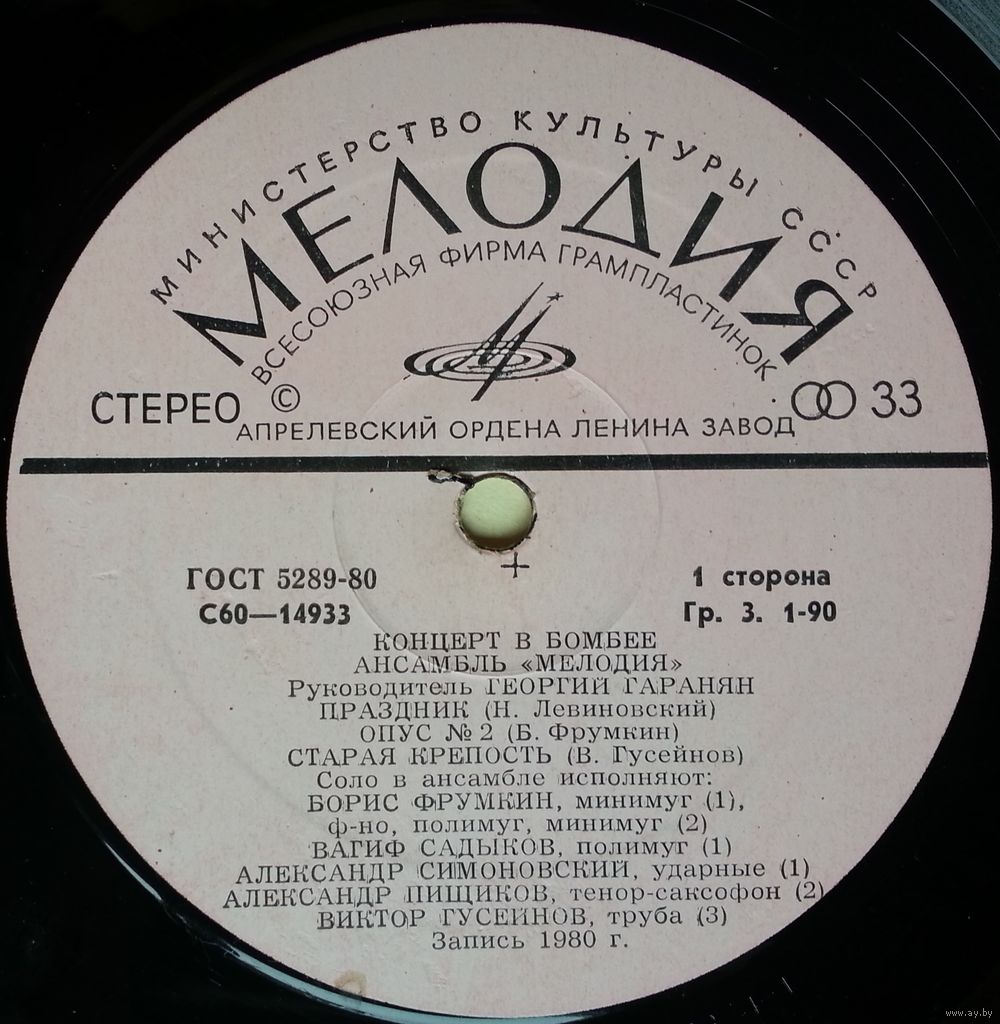 МИНИСТЕРСТВО КУЛЬТУРЫ СССР
МЕЛОДИЯ
ВСЕСОЮЗНАЯ ФИРМА ГРАМПЛАСТИНОК
СТЕРЕО © 33
АПРЕЛЕВСКИЙ ОРДЕНА ЛЕНИНА ЗАВОД
ГОСТ 5289-80 1 сторона
С60—14933 Гр. 3. 1-90
КОНЦЕРТ В БОМБЕЕ
АНСАМБЛЬ «МЕЛОДИЯ»
Руководитель ГЕОРГИЙ ГАРАНЯН
ПРАЗДНИК (Н. Левиновский)
ОПУС № 2 (Б. Фрумкин)
СТАРАЯ КРЕПОСТЬ (В. Гусейнов)
Соло в ансамбле исполняют:
БОРИС ФРУМКИН, минимуг (1),
ф-но, полимуг, минимуг (2)
ВАГИФ САДЫКОВ, полимуг (1)
АЛЕКСАНДР СИМОНОВСКИЙ, ударные (1)
АЛЕКСАНДР ПИЩИКОВ, тенор-саксофон (2)
ВИКТОР ГУСЕЙНОВ, труба (3)
Запись 1980 г.
www.ay.by